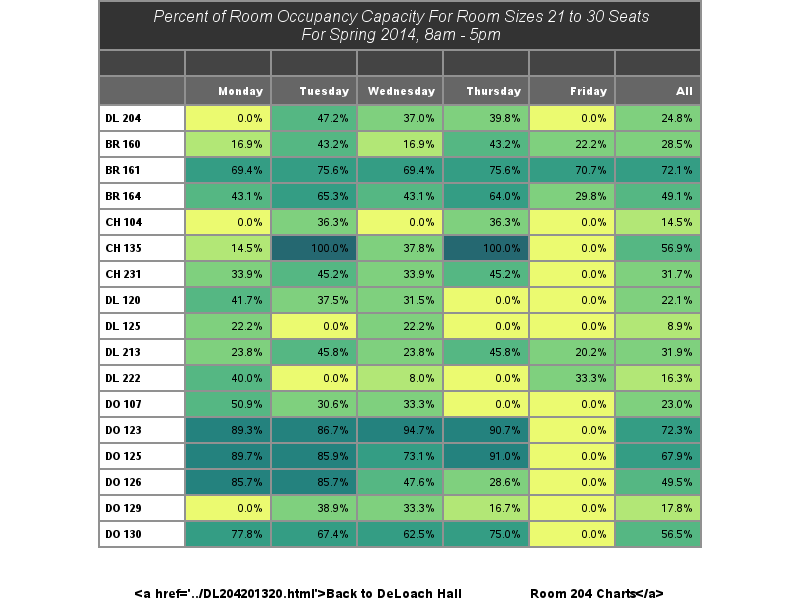 Percent of Room Occupancy Capacity For Room Sizes 21 to 30 Seats
For Spring 2014, 8am - 5pm
Monday Tuesday Wednesday Thursday Friday All
DL 204 0.0% 47.2% 37.0% 39.8% 0.0% 24.8%
BR 160 16.9% 43.2% 16.9% 43.2% 22.2% 28.5%
BR 161 69.4% 75.6% 69.4% 75.6% 70.7% 72.1%
BR 164 43.1% 65.3% 43.1% 64.0% 29.8% 49.1%
CH 104 0.0% 36.3% 0.0% 36.3% 0.0% 14.5%
CH 135 14.5% 100.0% 37.8% 100.0% 0.0% 56.9%
CH 231 33.9% 45.2% 33.9% 45.2% 0.0% 31.7%
DL 120 41.7% 37.5% 31.5% 0.0% 0.0% 22.1%
DL 125 22.2% 0.0% 22.2% 0.0% 0.0% 8.9%
DL 213 23.8% 45.8% 23.8% 45.8% 20.2% 31.9%
DL 222 40.0% 0.0% 8.0% 0.0% 33.3% 16.3%
DO 107 50.9% 30.6% 33.3% 0.0% 0.0% 23.0%
DO 123 89.3% 86.7% 94.7% 90.7% 0.0% 72.3%
DO 125 89.7% 85.9% 73.1% 91.0% 0.0% 67.9%
DO 126 85.7% 85.7% 47.6% 28.6% 0.0% 49.5%
DO 129 0.0% 38.9% 33.3% 16.7% 0.0% 17.8%
DO 130 77.8% 67.4% 62.5% 75.0% 0.0% 56.5%
<a href='../DL204201320.html'>Back to DeLoach Hall Room 204 Charts</a>